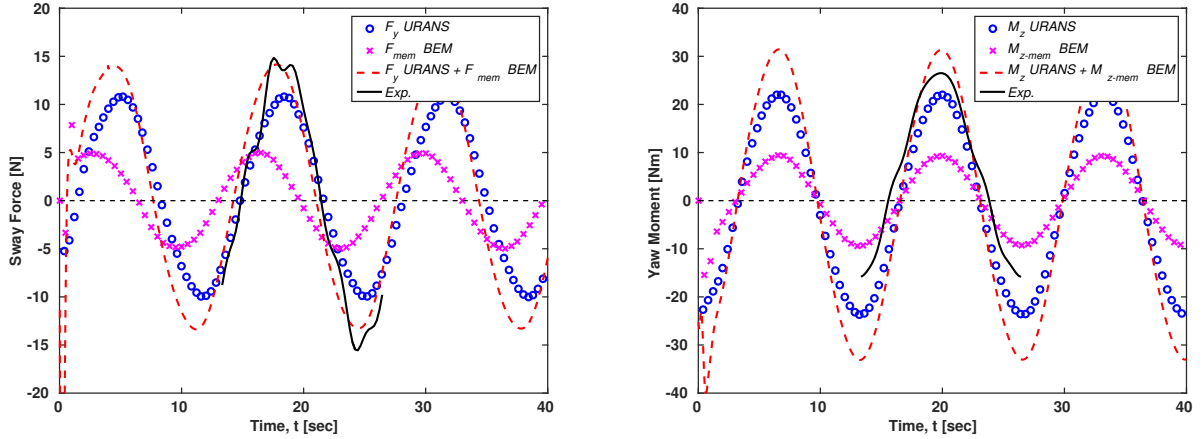 20
15
10
5
0
-5
-10
-15
-20
Sway Force [N]
F_y URANS
F_mem BEM
F_y URANS + F_mem BEM
Exp.
0
10
20
30
40
Time, t [sec]
40
30
20
10
0
-10
-20
-30
-40
Yaw Moment [Nm]
M_z URANS
M_z-mem BEM
M_z URANS + M_z-mem BEM
Exp.
0
10
20
30
40
Time, t [sec]